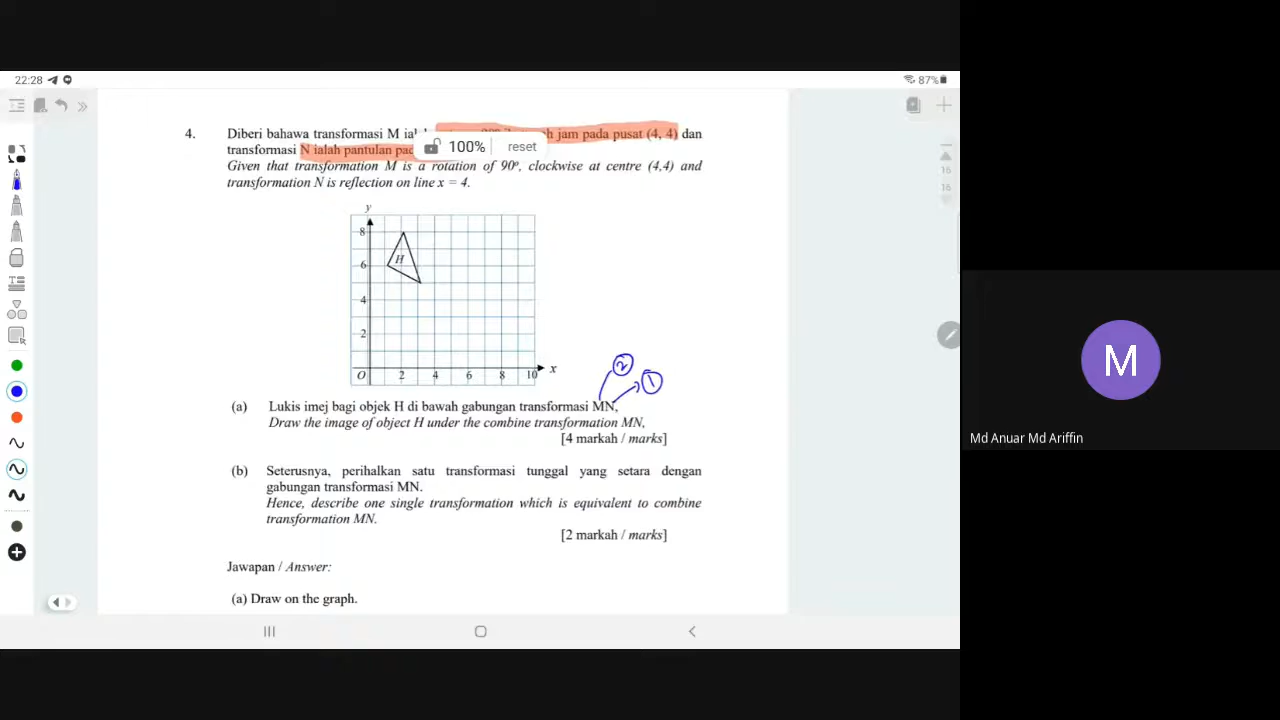 22:28
87%
4. Diberi bahawa transformasi M ialah jam pada pusat (4, 4) dan
100% reset
transformasi N ialah pantulan pada
Given that transformation M is a rotation of 90º, clockwise at centre (4,4) and
transformation N is reflection on line x = 4.
y
8
H
6
4
2
O 2 4 6 8 10 x
2
1
(a) Lukis imej bagi objek H di bawah gabungan transformasi MN,
Draw the image of object H under the combine transformation MN,
[4 markah / marks]
(b) Seterusnya, perihalkan satu transformasi tunggal yang setara dengan
gabungan transformasi MN.
Hence, describe one single transformation which is equivalent to combine
transformation MN.
[2 markah / marks]
Jawapan / Answer:
(a) Draw on the graph.
16
16
M
Md Anuar Md Ariffin